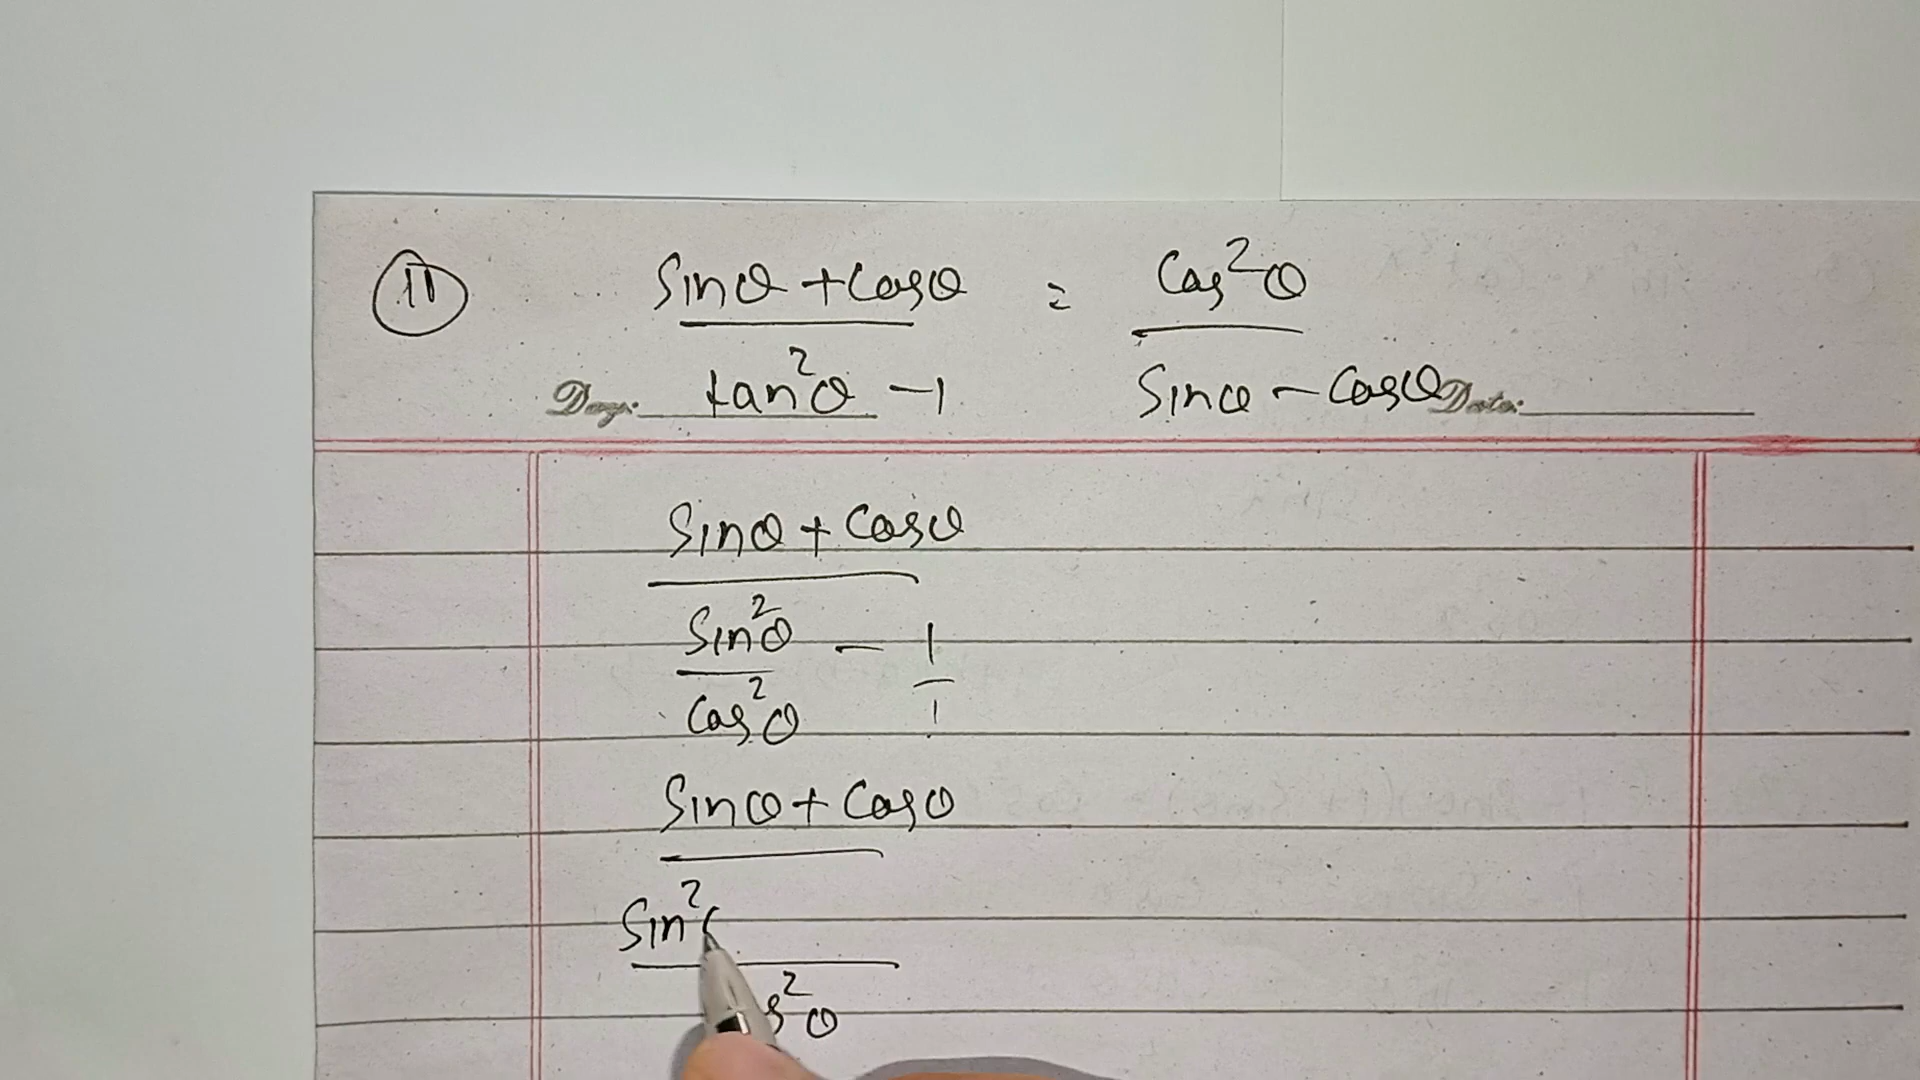 11
sinθ + cosθ = cos²θ
tan²θ - 1 sinθ - cosθ
Day: Date:
sinθ + cosθ
sin²θ - 1
cos²θ 1
sinθ + cosθ
sin²
s²θ